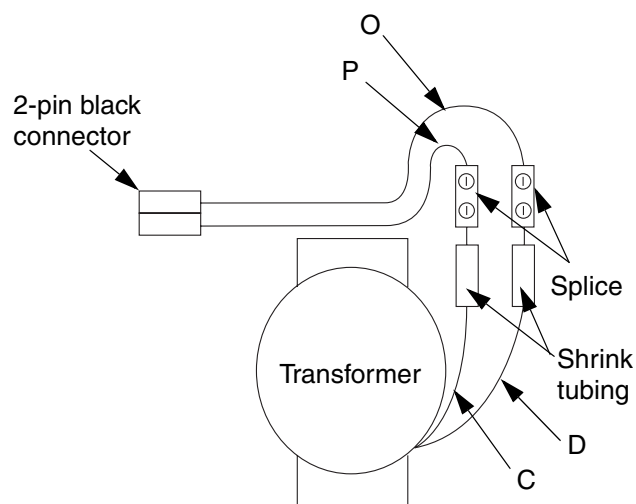 O
P
2-pin black
connector
Splice
Transformer
Shrink
tubing
D
C